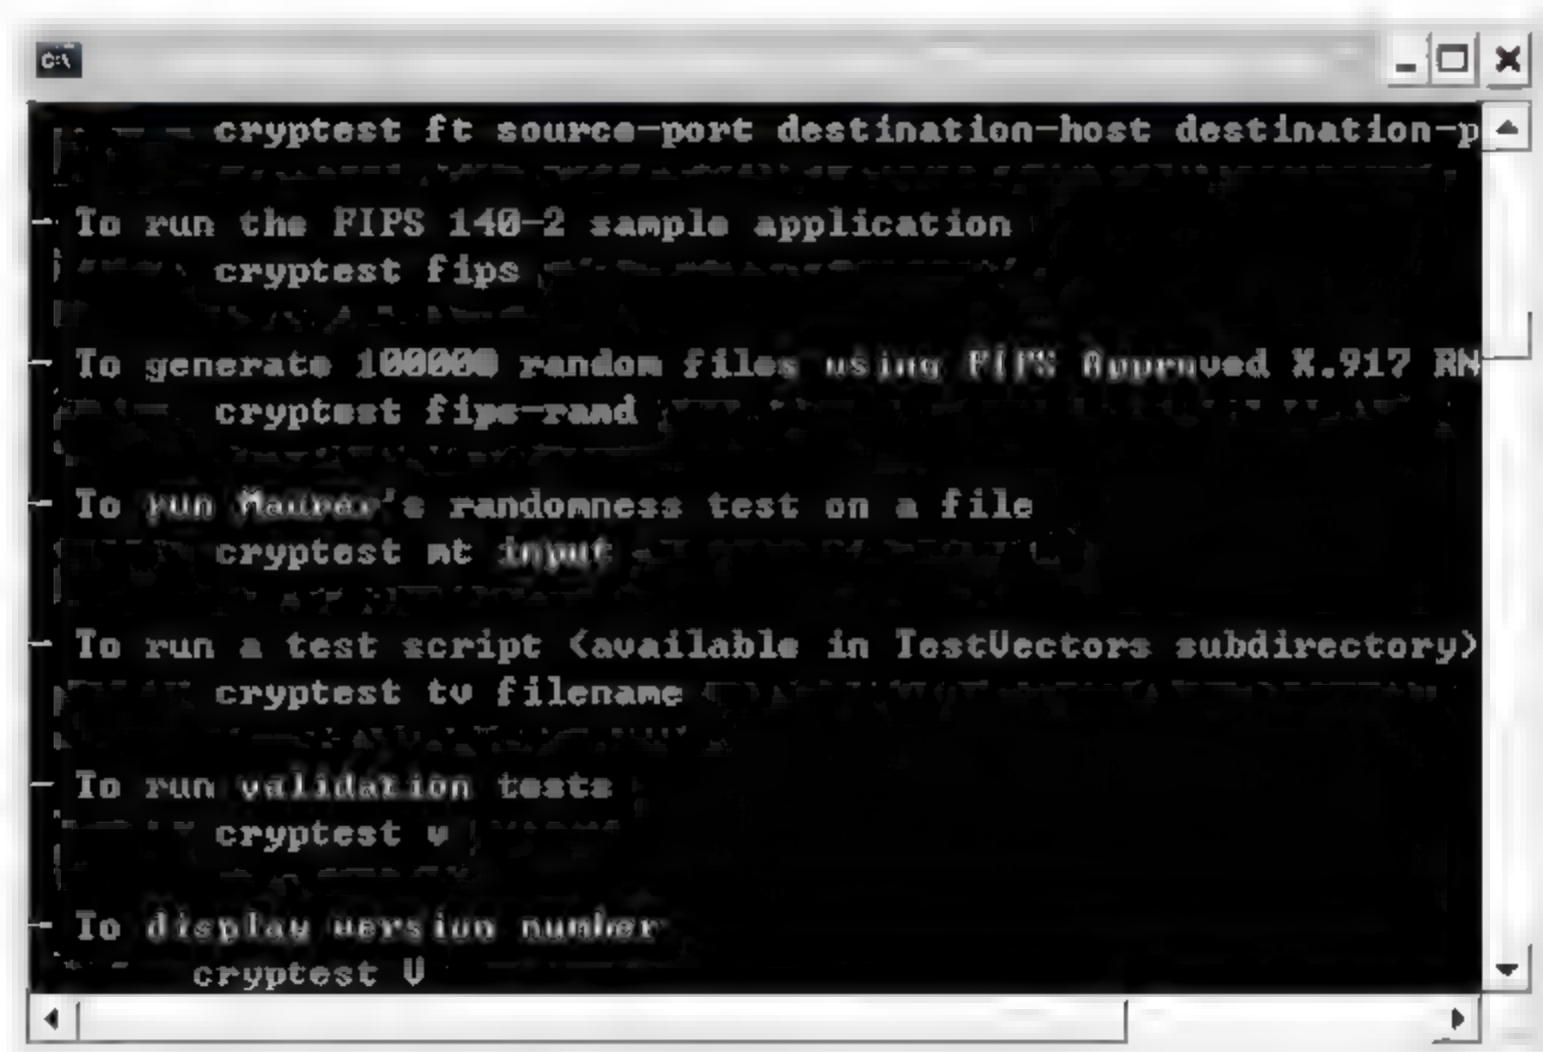 C:\
cryptest ft source-port destination-host destination-p
- To run the FIPS 140-2 sample application
cryptest fips
- To generate 100000 random files using FIPS Approved X.917 RN
cryptest fips-rand
- To run Maurer's randomness test on a file
cryptest mt input
- To run a test script (available in TestVectors subdirectory)
cryptest tv filename
- To run validation tests
cryptest v
- To display version number
cryptest V